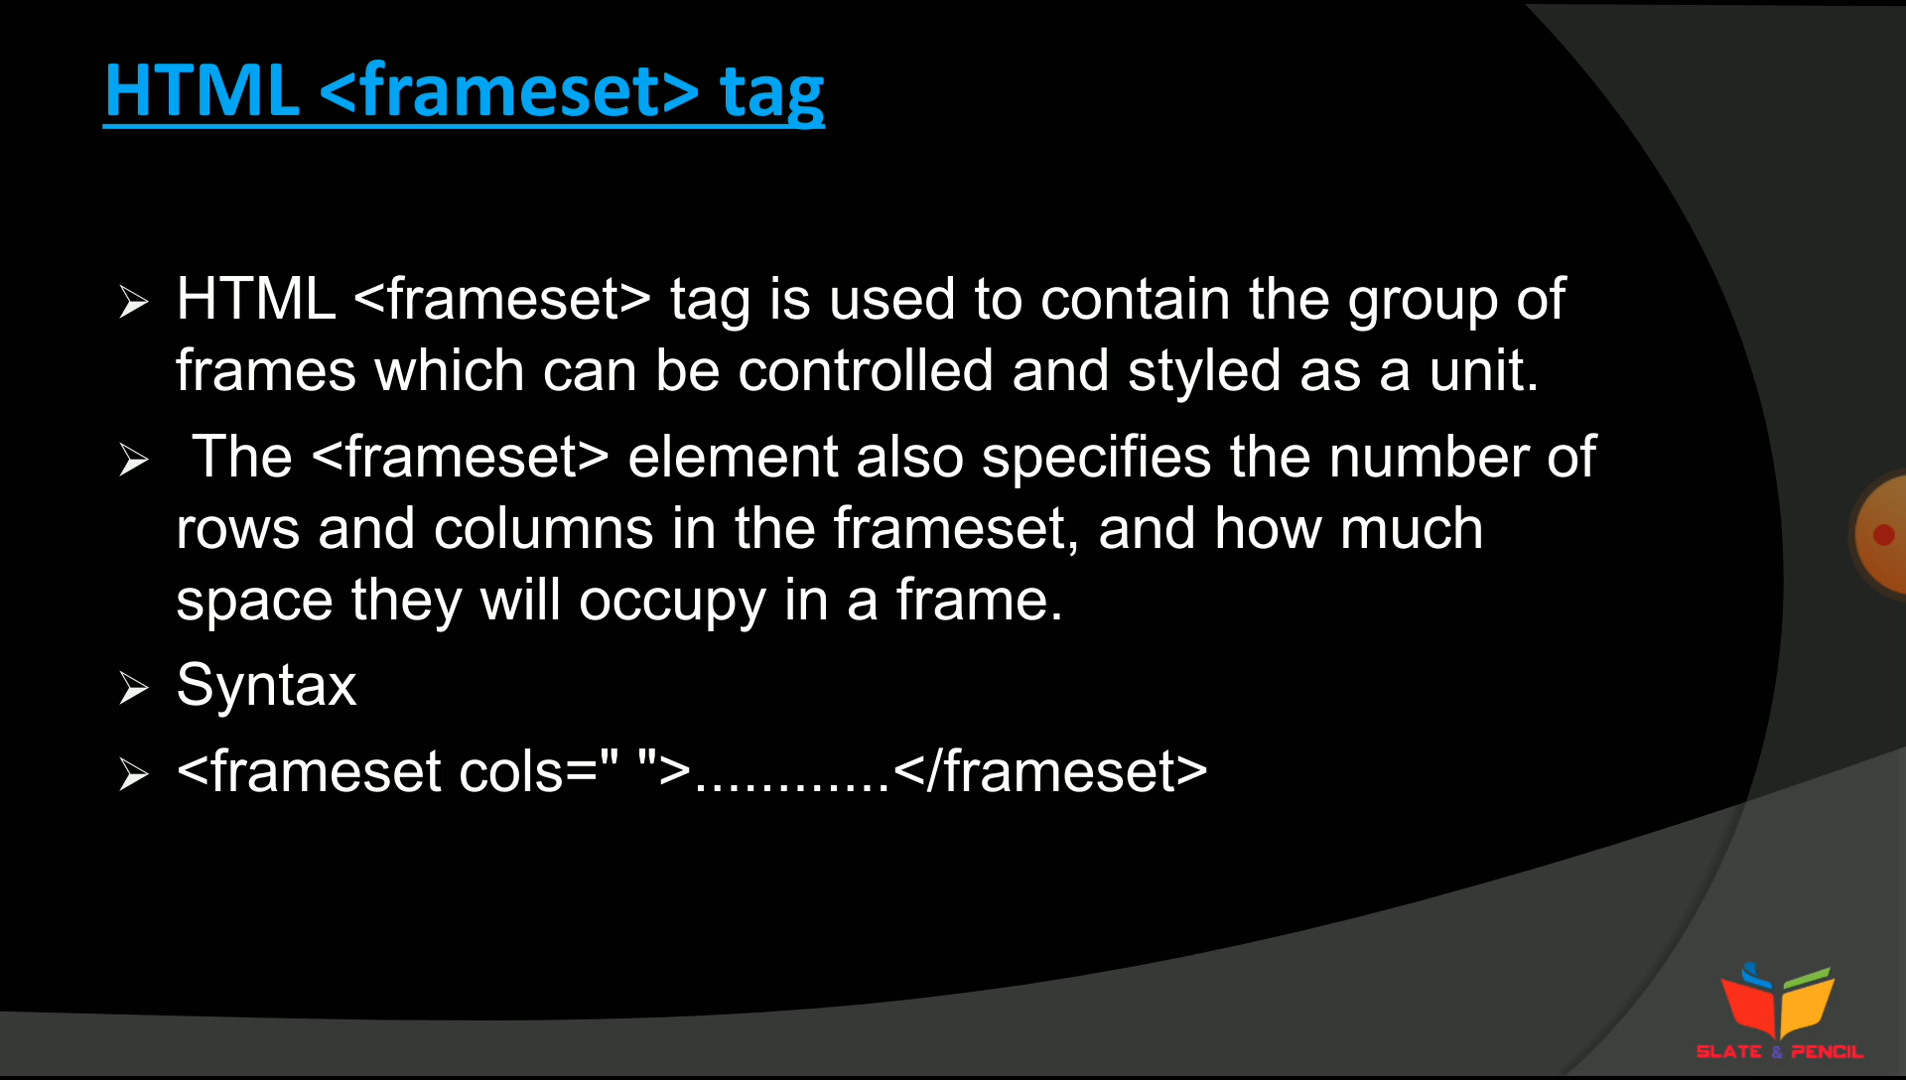 HTML <frameset> tag
HTML <frameset> tag is used to contain the group of
frames which can be controlled and styled as a unit.
The <frameset> element also specifies the number of
rows and columns in the frameset, and how much
space they will occupy in a frame.
Syntax
<frameset cols=" ">............</frameset>
SLATE & PENCIL